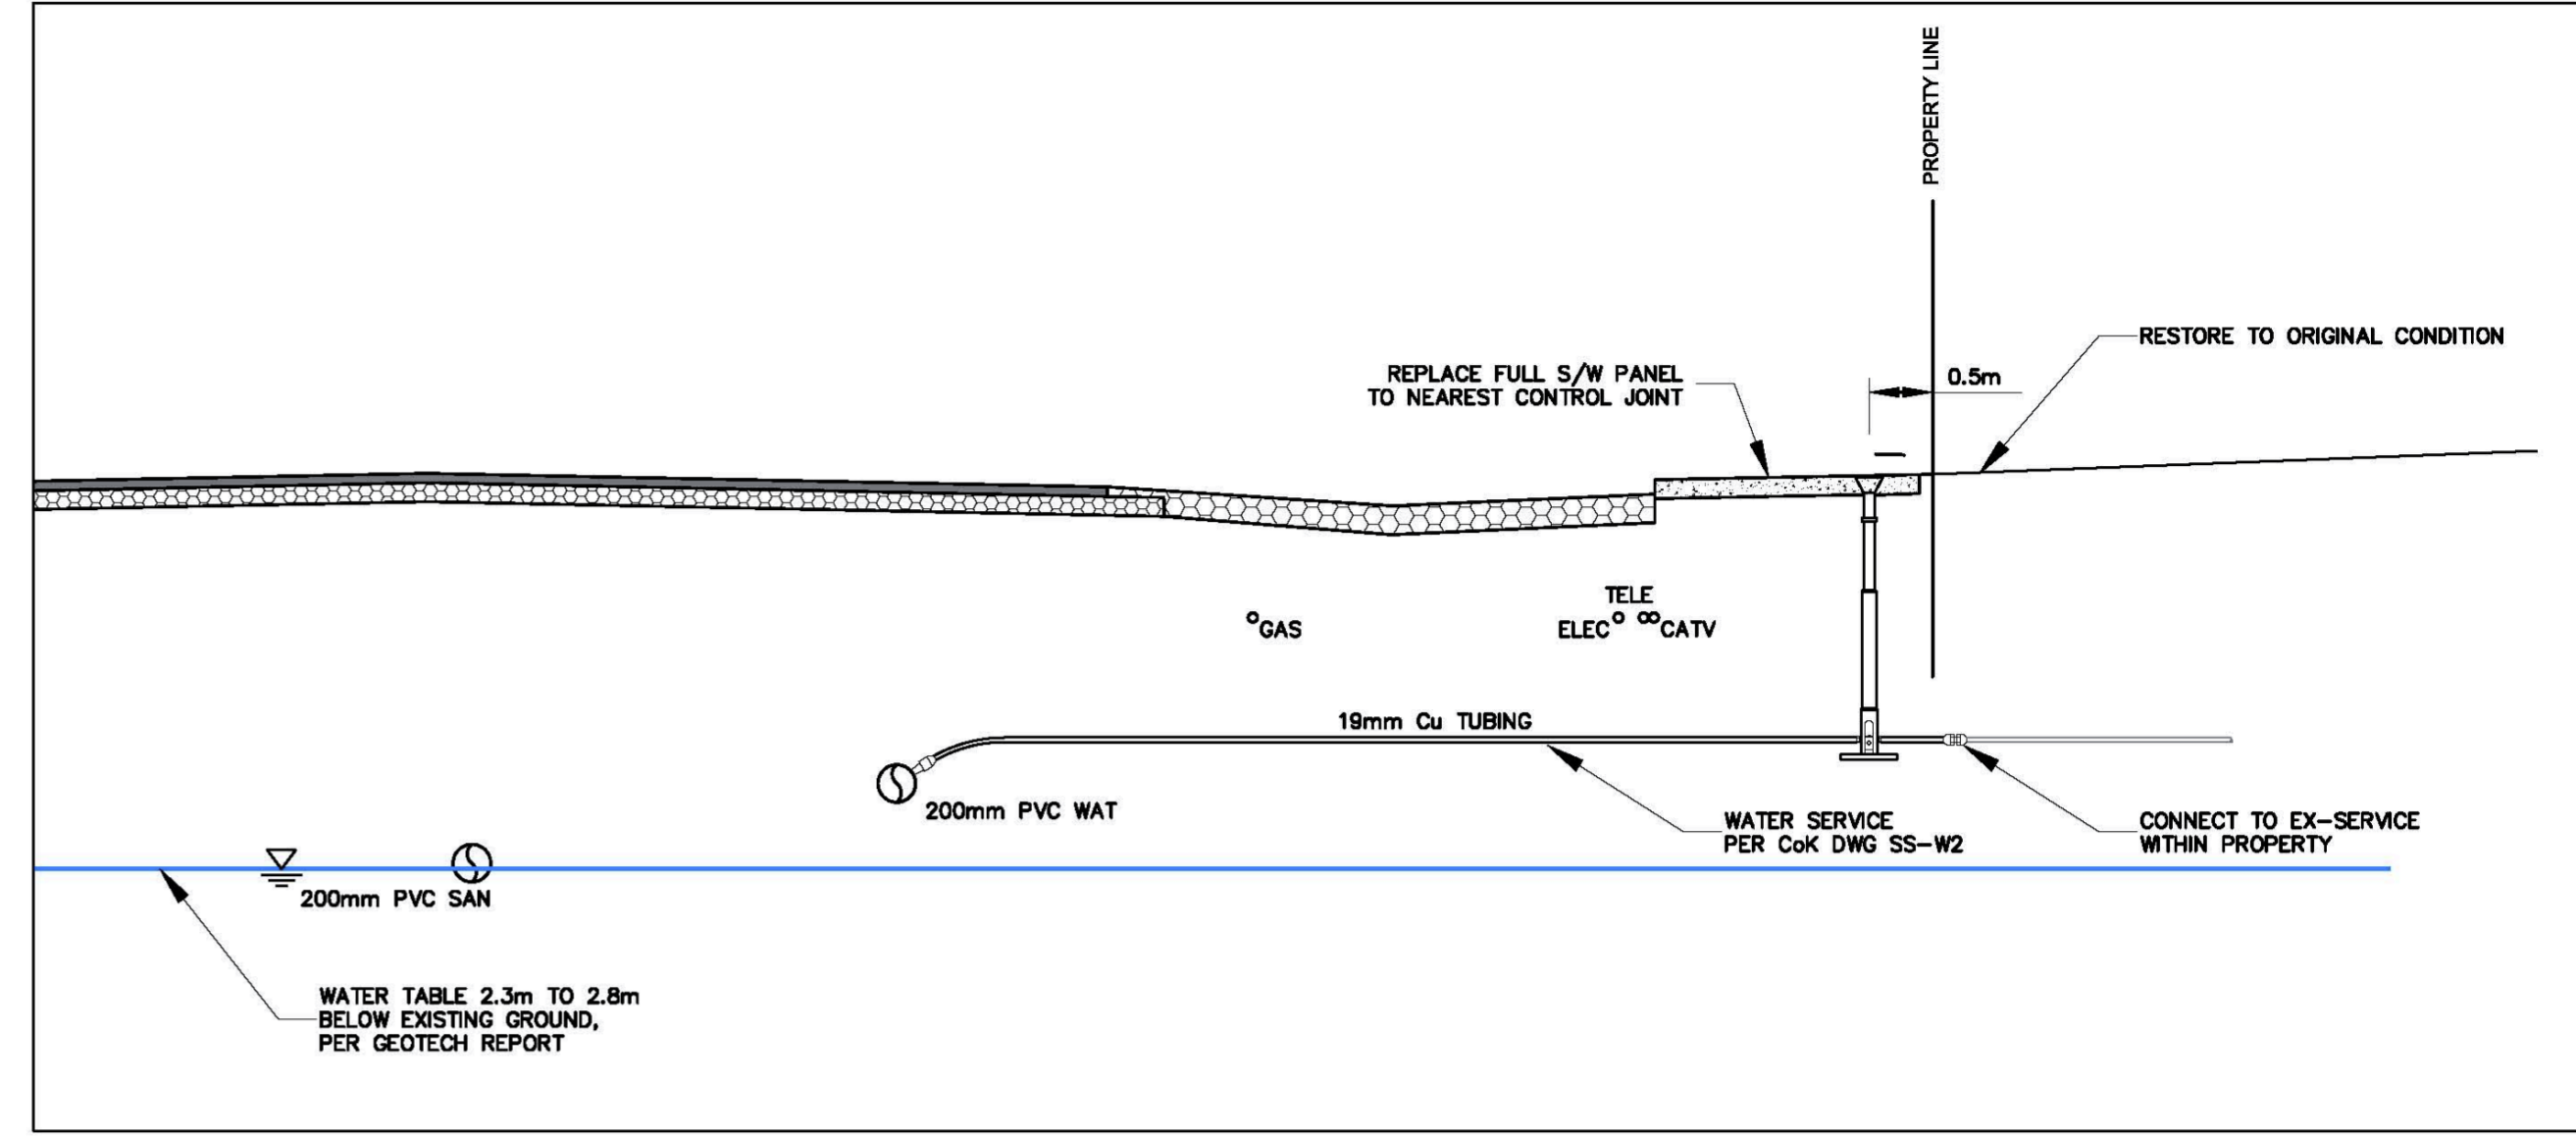 PROPERTY LINE
RESTORE TO ORIGINAL CONDITION
REPLACE FULL S/W PANEL
TO NEAREST CONTROL JOINT
0.5m
TELE
GAS
ELEC
CATV
19mm Cu TUBING
200mm PVC WAT
WATER SERVICE
PER CoK DWG SS-W2
CONNECT TO EX-SERVICE
WITHIN PROPERTY
200mm PVC SAN
WATER TABLE 2.3m TO 2.8m
BELOW EXISTING GROUND,
PER GEOTECH REPORT